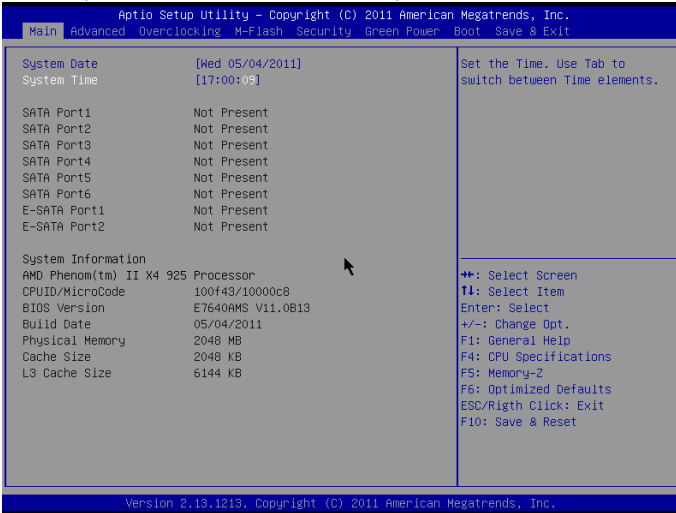 Aptio Setup Utility – Copyright (C) 2011 American Megatrends, Inc.
Main Advanced Overclocking M-Flash Security Green Power Boot Save & Exit
System Date [Wed 05/04/2011]
System Time [17:00:09]
SATA Port1 Not Present
SATA Port2 Not Present
SATA Port3 Not Present
SATA Port4 Not Present
SATA Port5 Not Present
SATA Port6 Not Present
E-SATA Port1 Not Present
E-SATA Port2 Not Present
System Information
AMD Phenom(tm) II X4 925 Processor
CPUID/MicroCode 100f43/10000c8
BIOS Version E7640AMS V11.0B13
Build Date 05/04/2011
Physical Memory 2048 MB
Cache Size 2048 KB
L3 Cache Size 6144 KB
Set the Time. Use Tab to
switch between Time elements.
→←: Select Screen
↑↓: Select Item
Enter: Select
+/-: Change Opt.
F1: General Help
F4: CPU Specifications
F5: Memory-Z
F6: Optimized Defaults
ESC/Rigth Click: Exit
F10: Save & Reset
Version 2.13.1213. Copyright (C) 2011 American Megatrends, Inc.